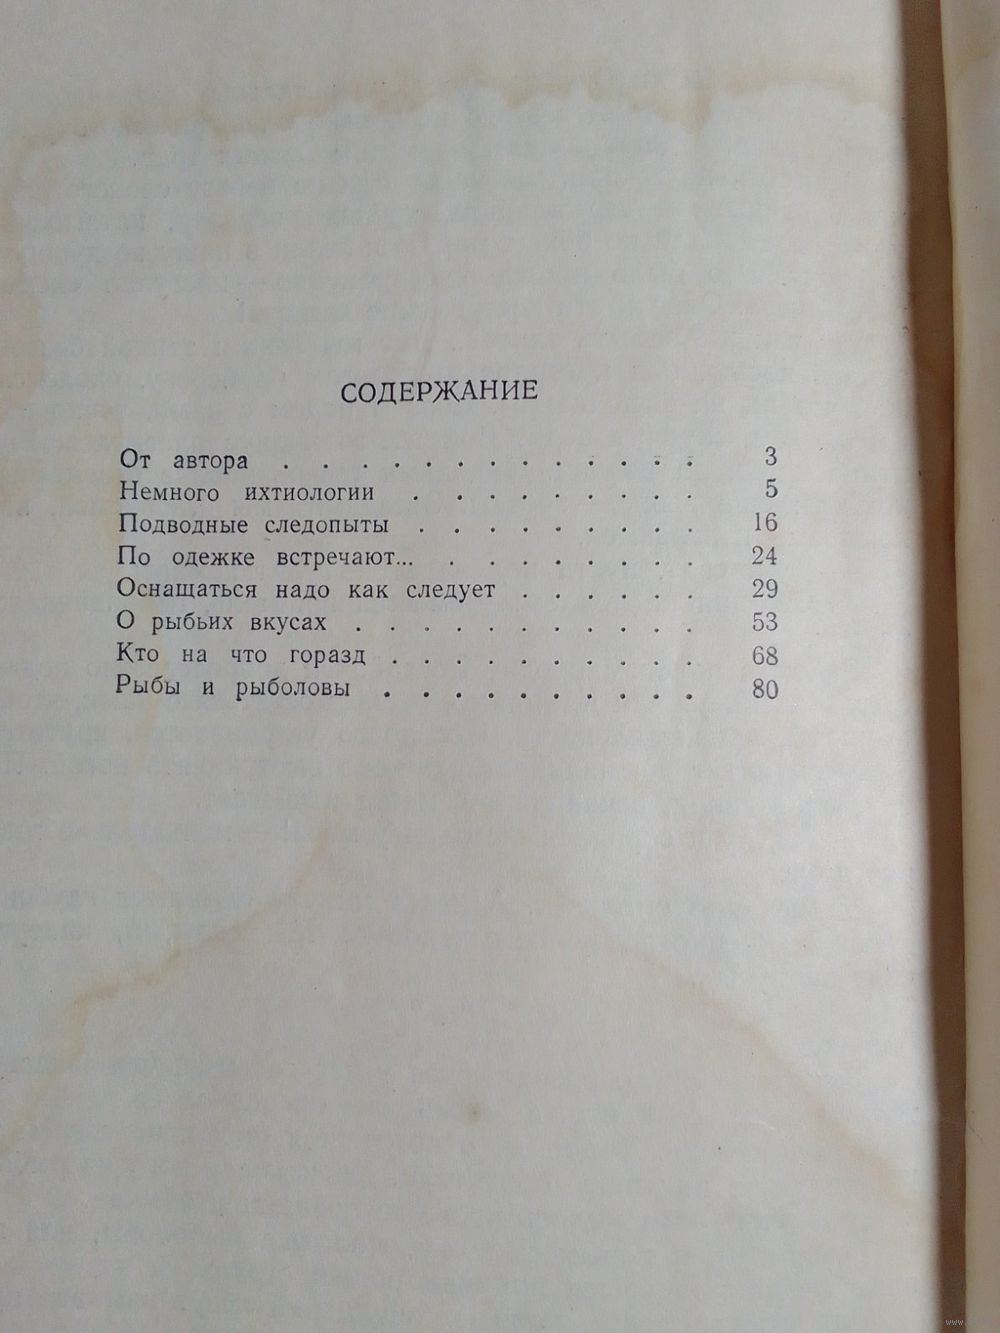 СОДЕРЖАНИЕ
От автора . . . . . . . . . . . . . 3
Немного ихтиологии . . . . . . . . . 5
Подводные следопыты . . . . . . . . . 16
По одежке встречают... . . . . . . . . 24
Оснащаться надо как следует . . . . . . 29
О рыбьих вкусах . . . . . . . . . . . 53
Кто на что горазд . . . . . . . . . . 68
Рыбы и рыболовы . . . . . . . . . . 80
www.